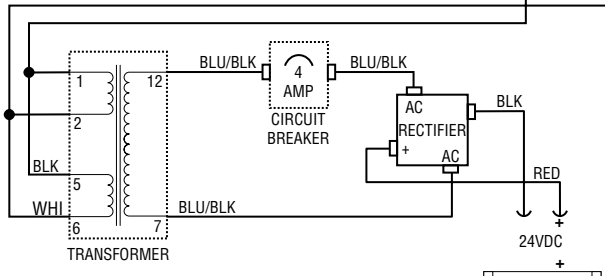 BLU/BLK
BLU/BLK
1
12
4
AMP
AC
BLK
2
CIRCUIT
BREAKER
RECTIFIER
+
AC
BLK
5
RED
WHI
BLU/BLK
6
7
+
24VDC
TRANSFORMER
+